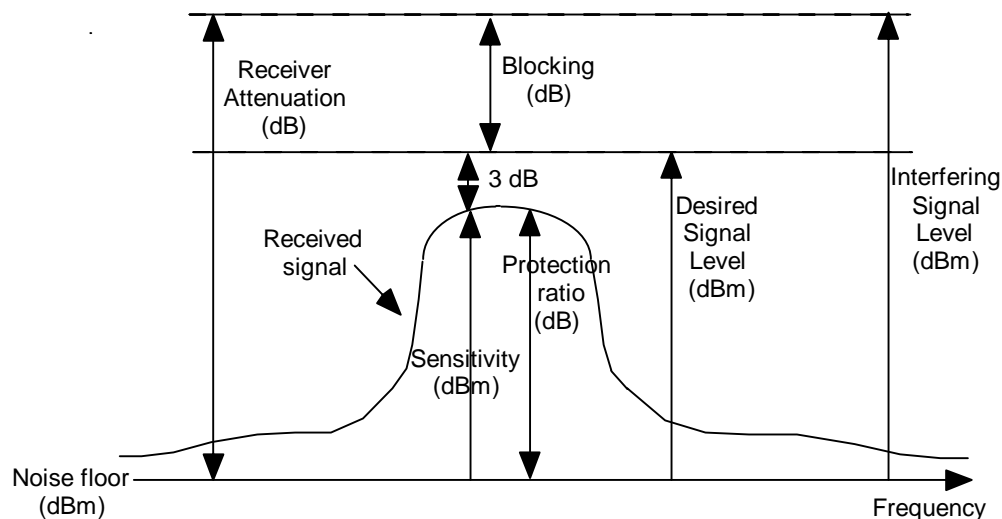 Receiver
Attenuation
(dB)
Blocking
(dB)
3 dB
Received
signal
Desired
Signal
Level
(dBm)
Interfering
Signal
Level
(dBm)
Protection
ratio
(dB)
Sensitivity
(dBm)
Noise floor
(dBm)
Frequency